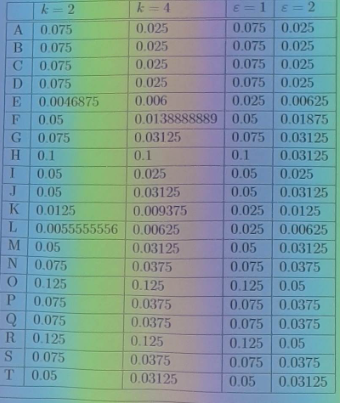 k = 2 k = 4 ε = 1 ε = 2
A 0.075 0.025 0.075 0.025
B 0.075 0.025 0.075 0.025
C 0.075 0.025 0.075 0.025
D 0.075 0.025 0.075 0.025
E 0.0046875 0.006 0.025 0.00625
F 0.05 0.0138888889 0.05 0.01875
G 0.075 0.03125 0.075 0.03125
H 0.1 0.1 0.1 0.03125
I 0.05 0.025 0.05 0.025
J 0.05 0.03125 0.05 0.03125
K 0.0125 0.009375 0.025 0.0125
L 0.0055555556 0.00625 0.025 0.00625
M 0.05 0.03125 0.05 0.03125
N 0.075 0.0375 0.075 0.0375
O 0.125 0.125 0.125 0.05
P 0.075 0.0375 0.075 0.0375
Q 0.075 0.0375 0.075 0.0375
R 0.125 0.125 0.125 0.05
S 0.075 0.0375 0.075 0.0375
T 0.05 0.03125 0.05 0.03125